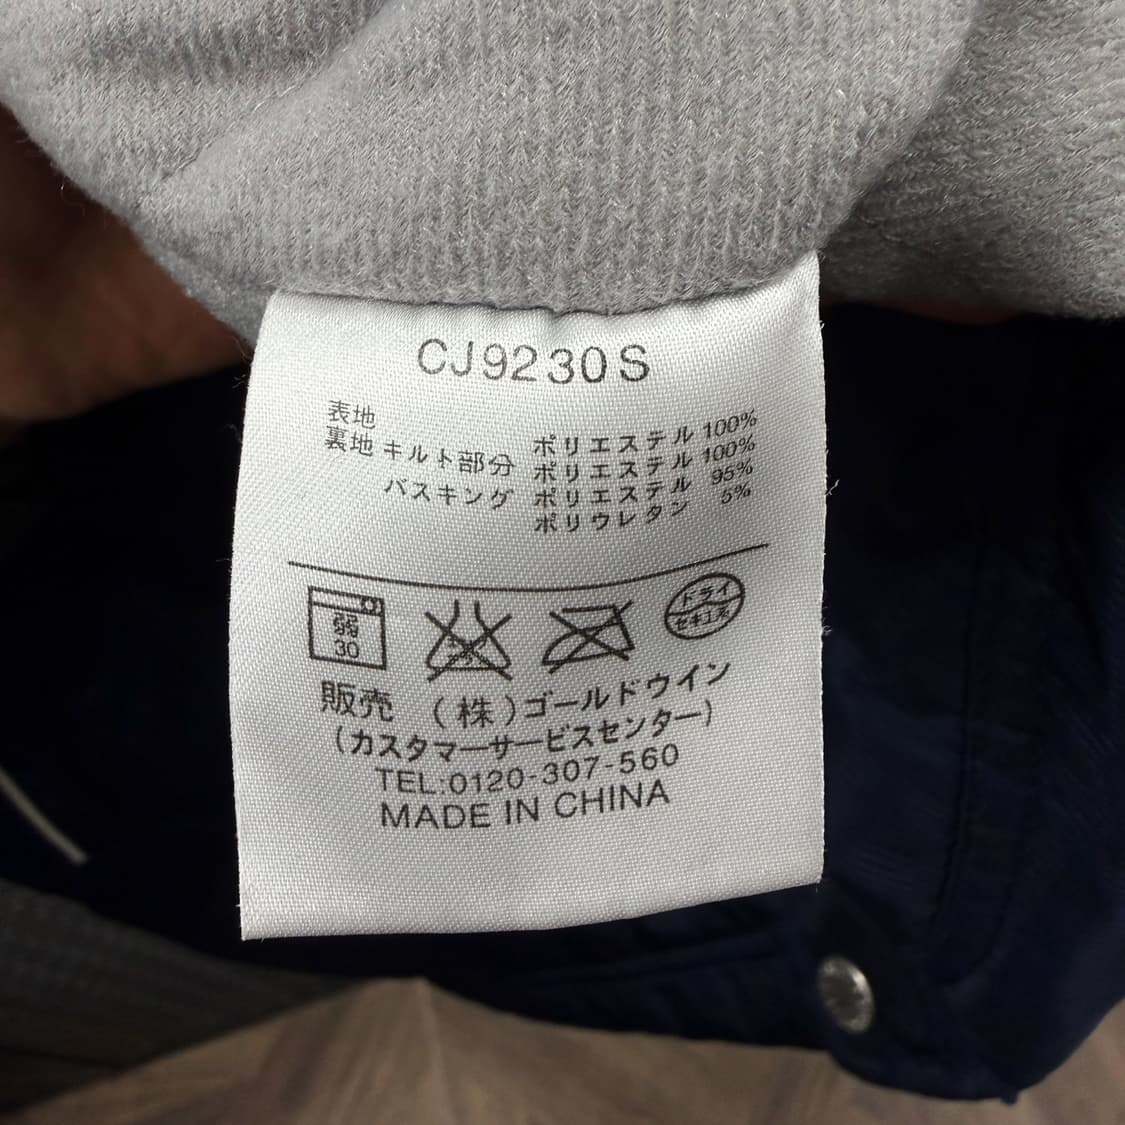 CJ9230S
表地 ポリエステル 100%
裏地 キルト部分 ポリエステル 100%
バスキング ポリエステル 95%
ポリウレタン 5%
弱
30
ドライ
セキユ系
販売 (株)ゴールドウイン
(カスタマーサービスセンター)
TEL:0120-307-560
MADE IN CHINA